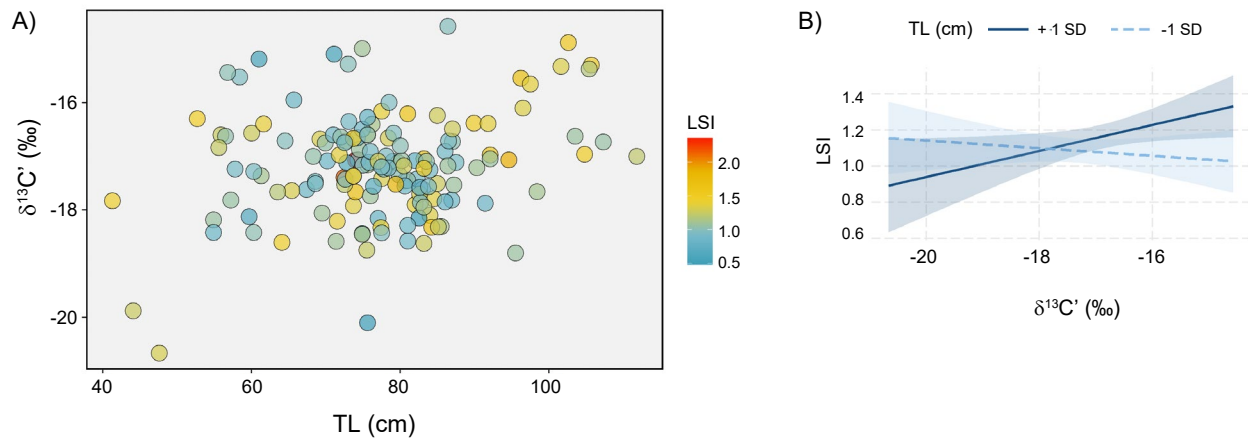 A)
δ¹³C’ (‰)
-16
-18
-20
40
60
80
100
TL (cm)
LSI
2.0
1.5
1.0
0.5
B)
TL (cm)
+ 1 SD
-1 SD
LSI
1.4
1.2
1.0
0.8
0.6
-20
-18
-16
δ¹³C’ (‰)